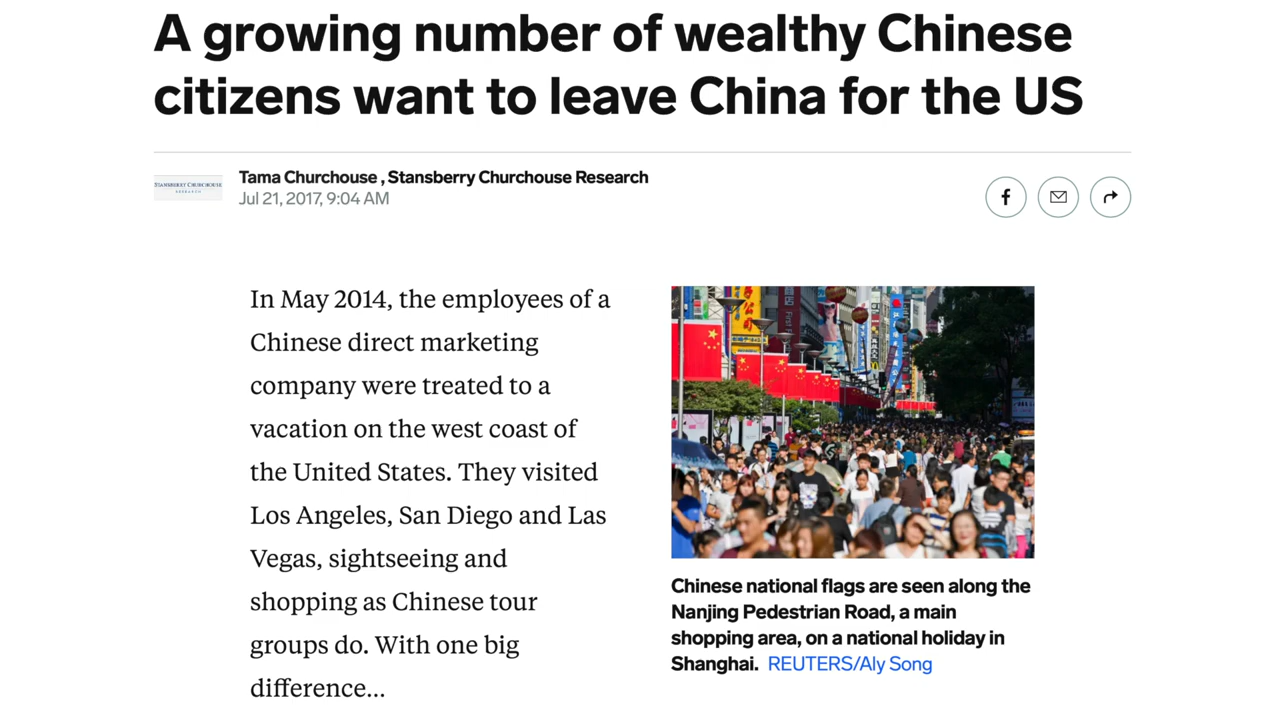 A growing number of wealthy Chinese
citizens want to leave China for the US
STANSBERRY CHURCHOUSE
RESEARCH
Tama Churchouse , Stansberry Churchouse Research
Jul 21, 2017, 9:04 AM
In May 2014, the employees of a
Chinese direct marketing
company were treated to a
vacation on the west coast of
the United States. They visited
Los Angeles, San Diego and Las
Vegas, sightseeing and
shopping as Chinese tour
groups do. With one big
difference...
Chinese national flags are seen along the
Nanjing Pedestrian Road, a main
shopping area, on a national holiday in
Shanghai. REUTERS/Aly Song